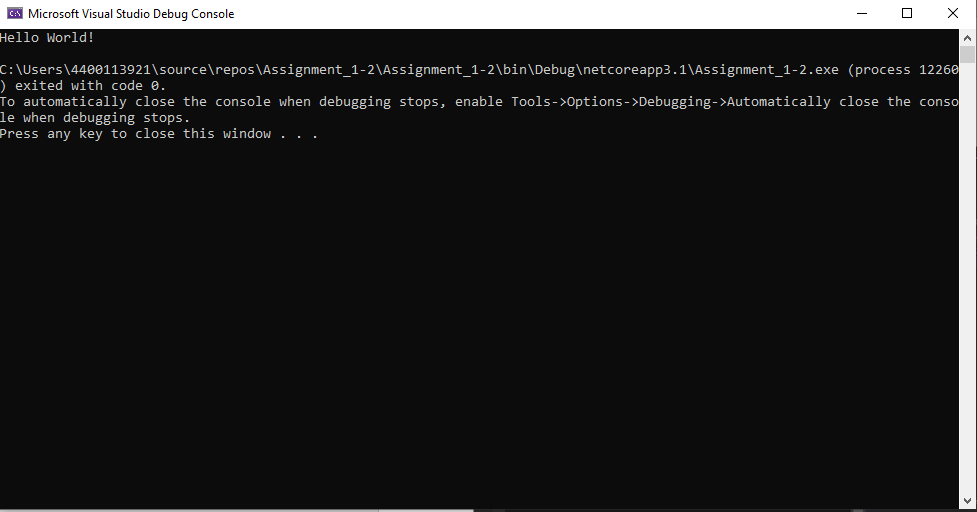 Microsoft Visual Studio Debug Console
Hello World!
C:\Users\4400113921\source\repos\Assignment_1-2\Assignment_1-2\bin\Debug\netcoreapp3.1\Assignment_1-2.exe (process 12260
) exited with code 0.
To automatically close the console when debugging stops, enable Tools->Options->Debugging->Automatically close the conso
le when debugging stops.
Press any key to close this window . . .